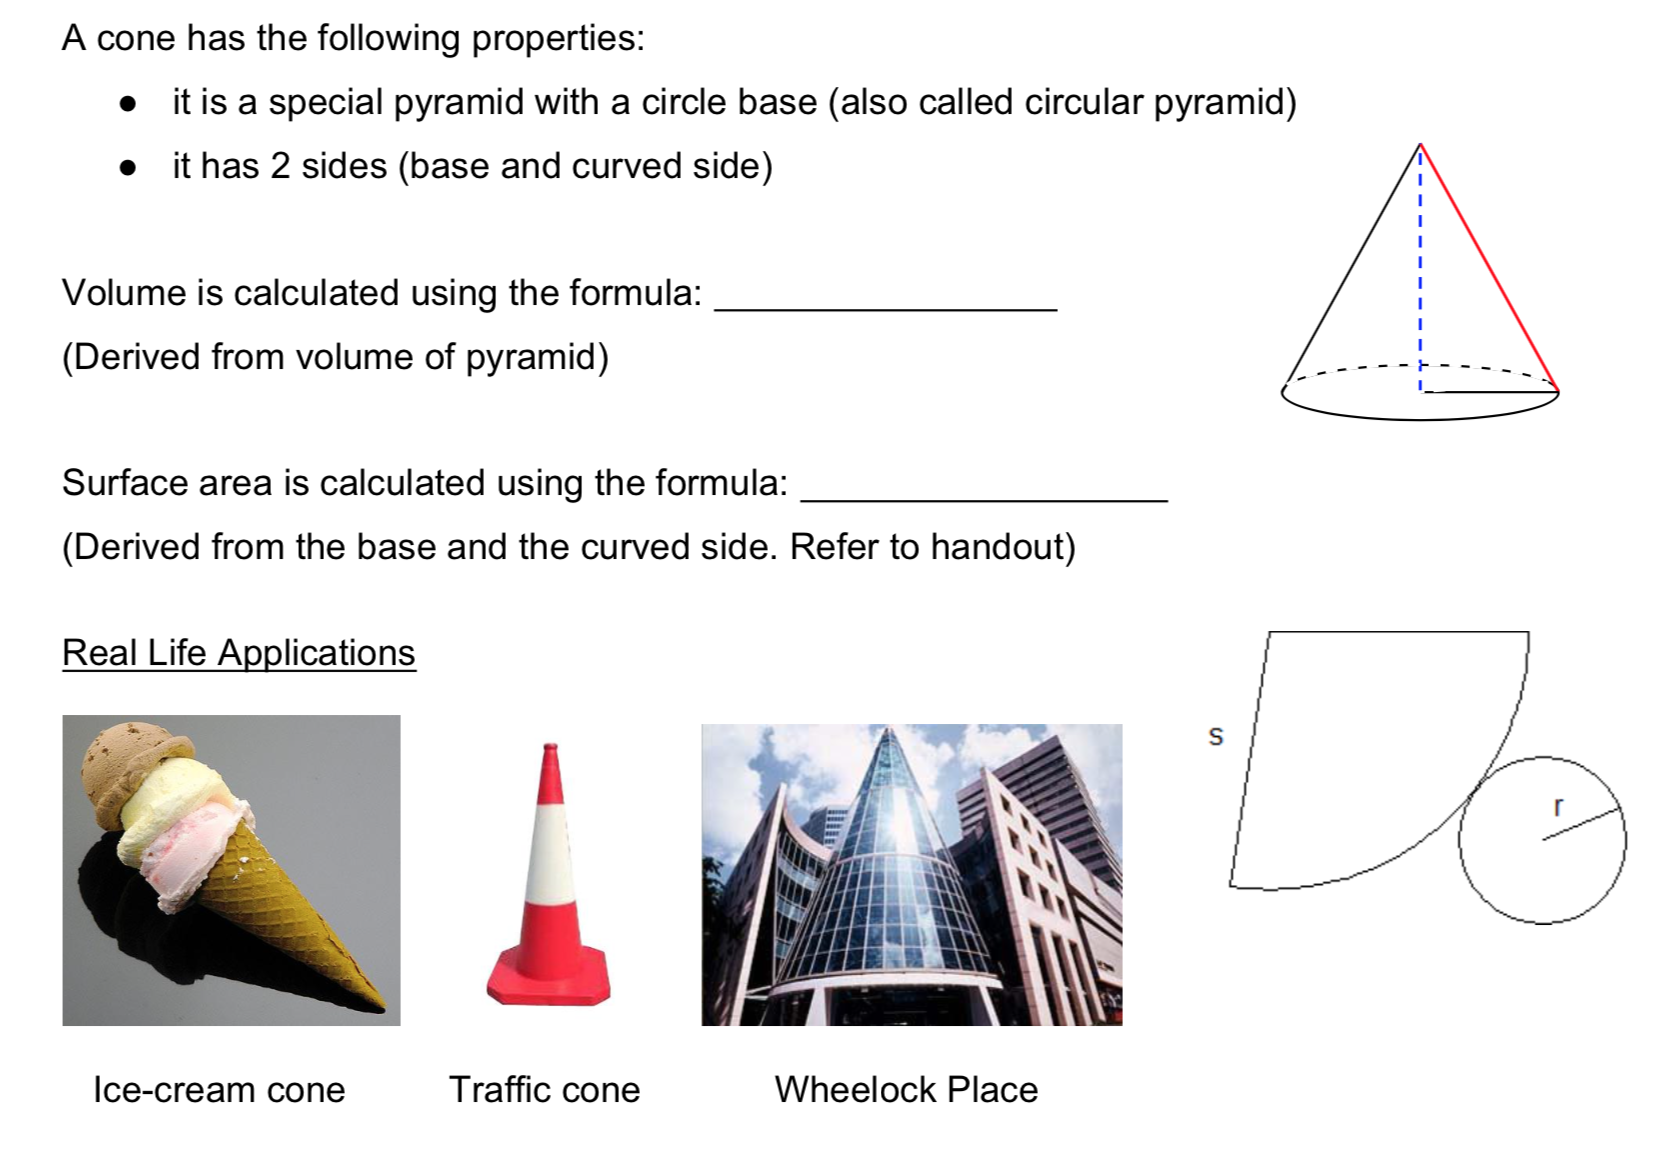 A cone has the following properties:
● it is a special pyramid with a circle base (also called circular pyramid)
● it has 2 sides (base and curved side)
Volume is calculated using the formula: __________________
(Derived from volume of pyramid)
Surface area is calculated using the formula: ___________________
(Derived from the base and the curved side. Refer to handout)
Real Life Applications
s
r
Ice-cream cone
Traffic cone
Wheelock Place